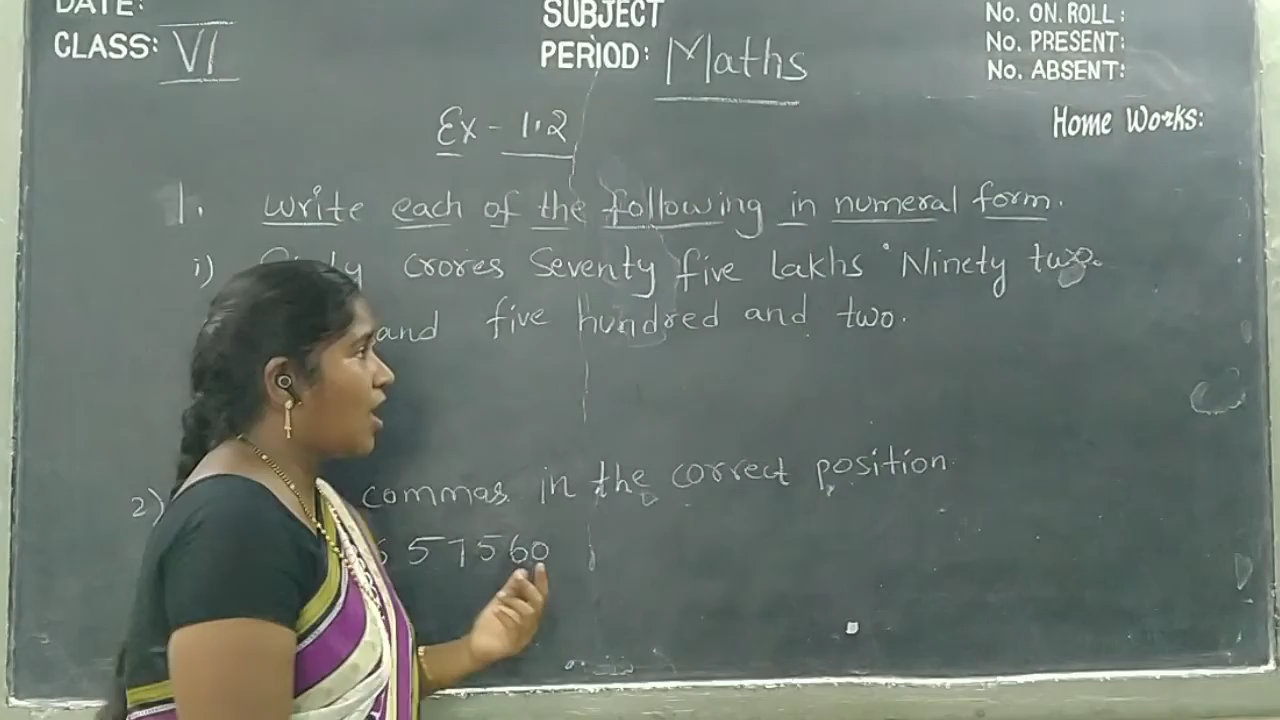 DATE:
CLASS: VI
SUBJECT
PERIOD: Maths
No. ON. ROLL :
No. PRESENT:
No. ABSENT:
Home Works:
Ex - 1.2
1. Write each of the following in numeral form.
i) crores Seventy five lakhs Ninety two
and five hundred and two.
2) commas in the correct position
57560